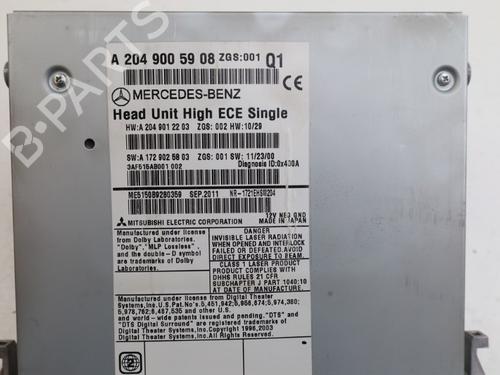 A 204 900 59 08 ZGS:001 Q1
MERCEDES-BENZ
CE
Head Unit High ECE Single
HW:A 204 901 22 03 ZGS: 002 HW:10/29
SW:A 172 902 58 03 ZGS: 001 SW: 11/23/00
3AF515AB001 002 Diagnosis ID:0x400A
ME5150B9280359 SEP.2011 NR-1721EHS10204
MITSUBISHI ELECTRIC CORPORATION
12V NEG GND
MADE IN JAPAN
Manufactured under license
from Dolby Laboratories.
"Dolby", "MLP Lossless",
and the double-D symbol
are trademarks of Dolby
Laboratories.
DANGER
INVISIBLE LASER RADIATION
WHEN OPENED AND INTERLOCK
FAILED OR DEFEATED. AVOID
DIRECT EXPOSURE TO BEAM.
CLASS 1 LASER PRODUCT
DHHS RULES 21 CFR
SUBCHAPTER J PART 1040:10
AT DATE OF MANUFACTURE.
Manufactured under license from Digital Theater
Systems, Inc. U.S. Pat. No's. 5,451,942; 5,956,674; 5,974,380;
5,978,762; 6,487,535 and other U.S.
and world-wide patents issued and pending. "DTS" and
"DTS Digital Surround" are registered trademarks of
Digital Theater Systems, Inc. Copyright 1996,2003
Digital Theater Systems, Inc. All Rights Reserved.
2
B-PARTS